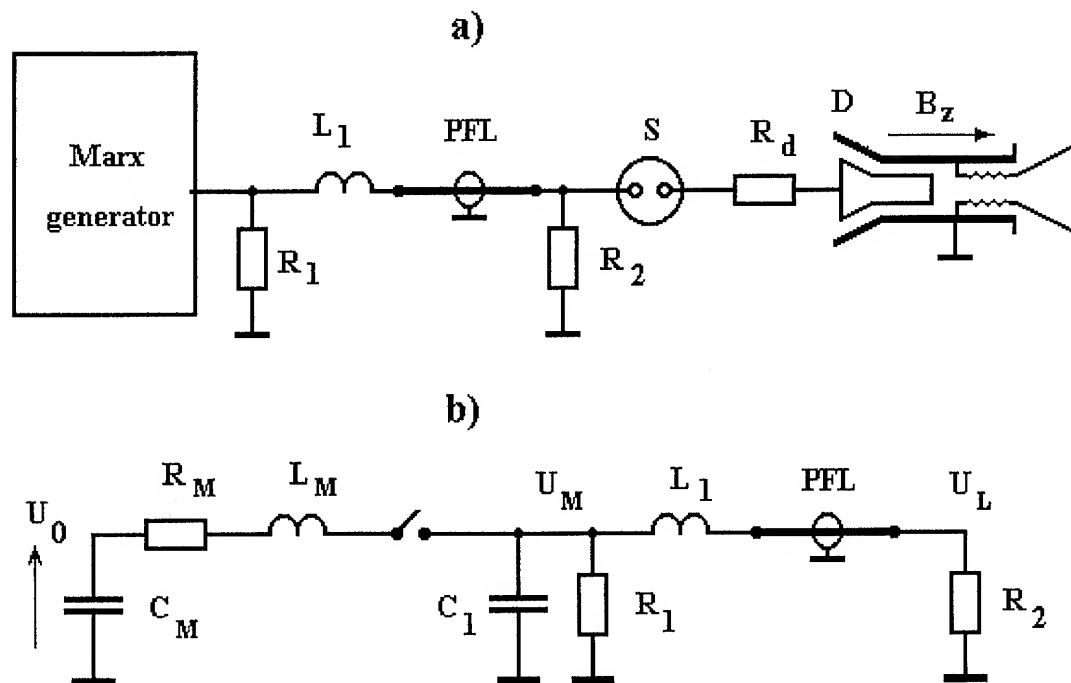 a)
Marx
generator
L1
PFL
S
Rd
D
Bz
R1
R2
b)
U0
RM
LM
UM
L1
PFL
UL
CM
C1
R1
R2